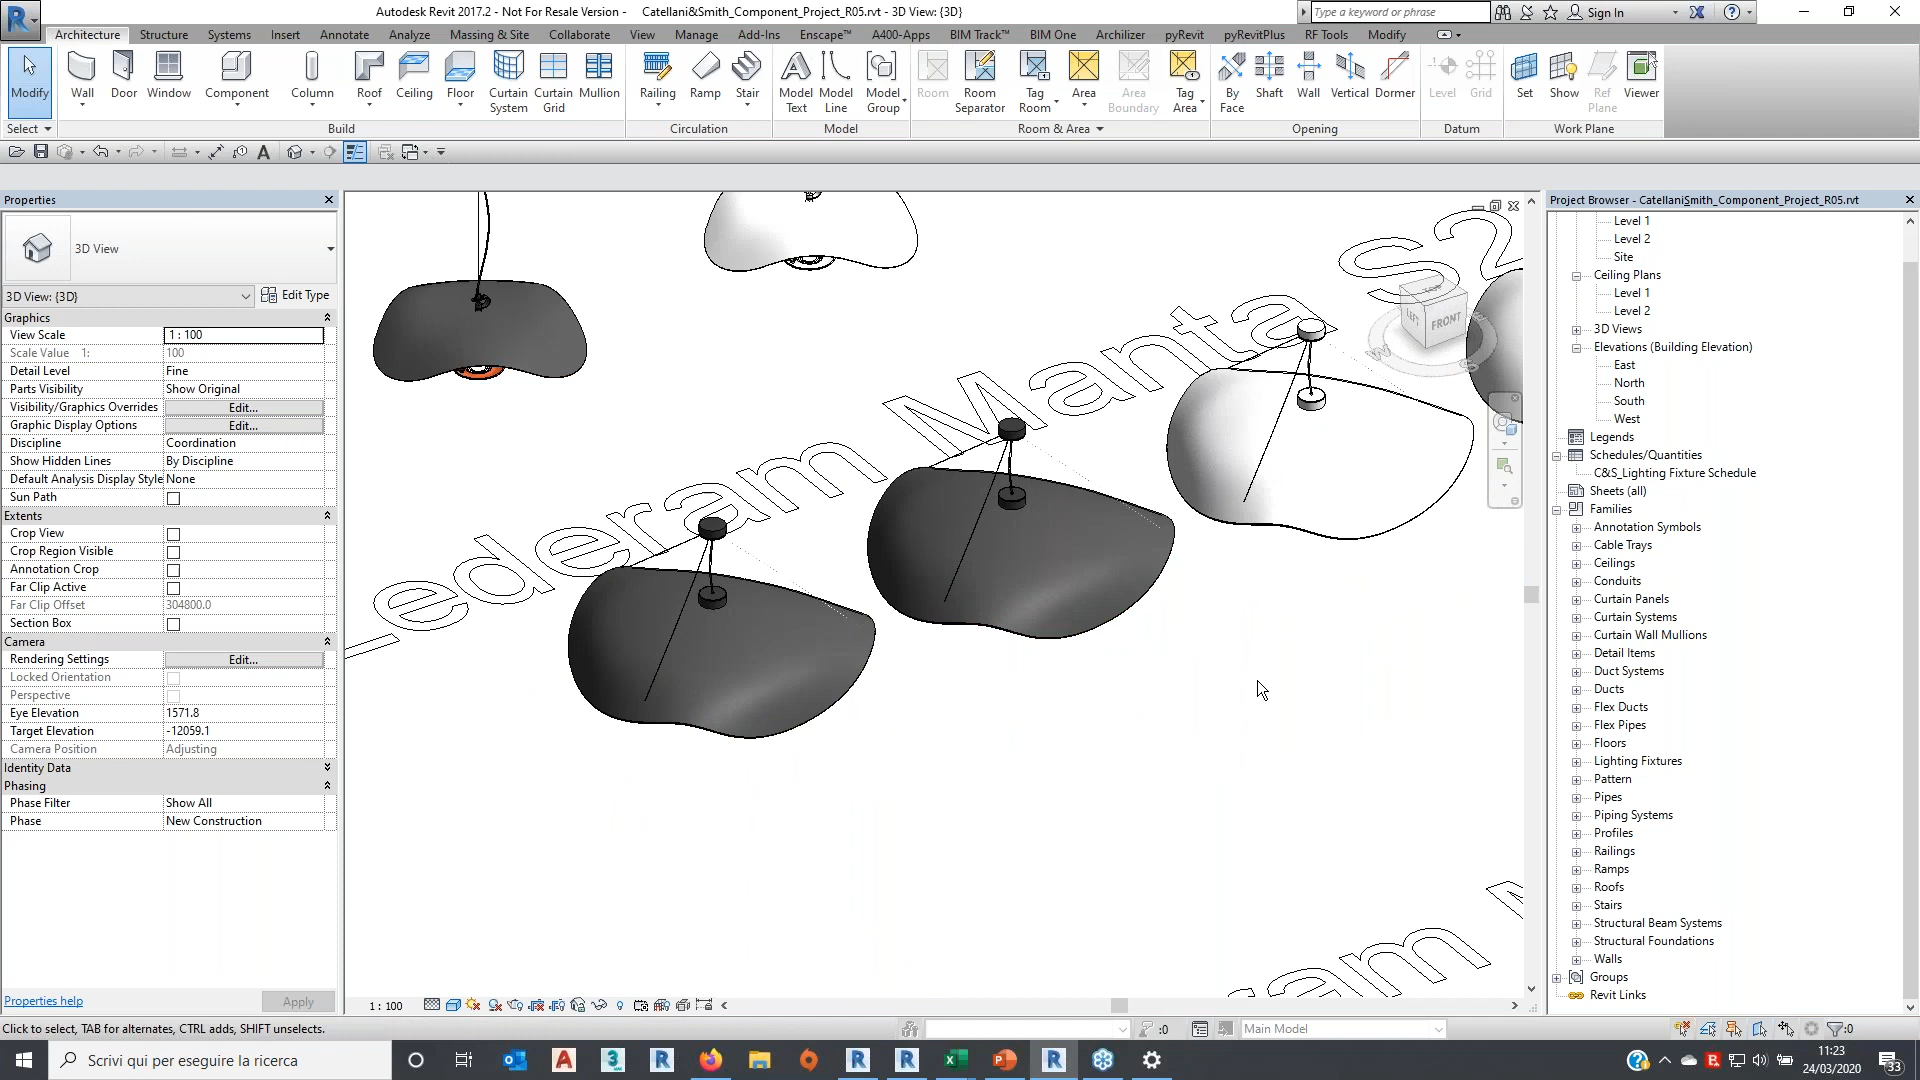 Autodesk Revit 2017.2 - Not For Resale Version - Catellani&Smith_Component_Project_R05.rvt - 3D View: {3D}
Type a keyword or phrase
Sign In
Architecture Structure Systems Insert Annotate Analyze Massing & Site Collaborate View Manage Add-Ins Enscape™ A400-Apps BIM Track™ BIM One Archilizer pyRevit pyRevitPlus RF Tools Modify
Modify Wall Door Window Component Column Roof Ceiling Floor Curtain System Curtain Grid Mullion Railing Ramp Stair Model Text Model Line Model Group Room Room Separator Tag Room Area Area Boundary Tag Area By Face Shaft Wall Vertical Dormer Level Grid Set Show Ref Plane Viewer
Select Build Circulation Model Room & Area Opening Datum Work Plane
Properties
3D View
3D View: {3D} Edit Type
Graphics
View Scale 1 : 100
Scale Value 1: 100
Detail Level Fine
Parts Visibility Show Original
Visibility/Graphics Overrides Edit...
Graphic Display Options Edit...
Discipline Coordination
Show Hidden Lines By Discipline
Default Analysis Display Style None
Sun Path
Extents
Crop View
Crop Region Visible
Annotation Crop
Far Clip Active
Far Clip Offset 304800.0
Section Box
Camera
Rendering Settings Edit...
Locked Orientation
Perspective
Eye Elevation 1571.8
Target Elevation -12059.1
Camera Position Adjusting
Identity Data
Phasing
Phase Filter Show All
Phase New Construction
Properties help Apply
ederam Manta S2
TOP
LEFT FRONT
W S
am
1 : 100
Project Browser - Catellani&Smith_Component_Project_R05.rvt
Level 1
Level 2
Site
Ceiling Plans
Level 1
Level 2
3D Views
Elevations (Building Elevation)
East
North
South
West
Legends
Schedules/Quantities
C&S_Lighting Fixture Schedule
Sheets (all)
Families
Annotation Symbols
Cable Trays
Ceilings
Conduits
Curtain Panels
Curtain Systems
Curtain Wall Mullions
Detail Items
Duct Systems
Ducts
Flex Ducts
Flex Pipes
Floors
Lighting Fixtures
Pattern
Pipes
Piping Systems
Profiles
Railings
Ramps
Roofs
Stairs
Structural Beam Systems
Structural Foundations
Walls
Groups
Revit Links
Click to select, TAB for alternates, CTRL adds, SHIFT unselects.
:0
Main Model
:0
Scrivi qui per eseguire la ricerca
11:23
24/03/2020
33